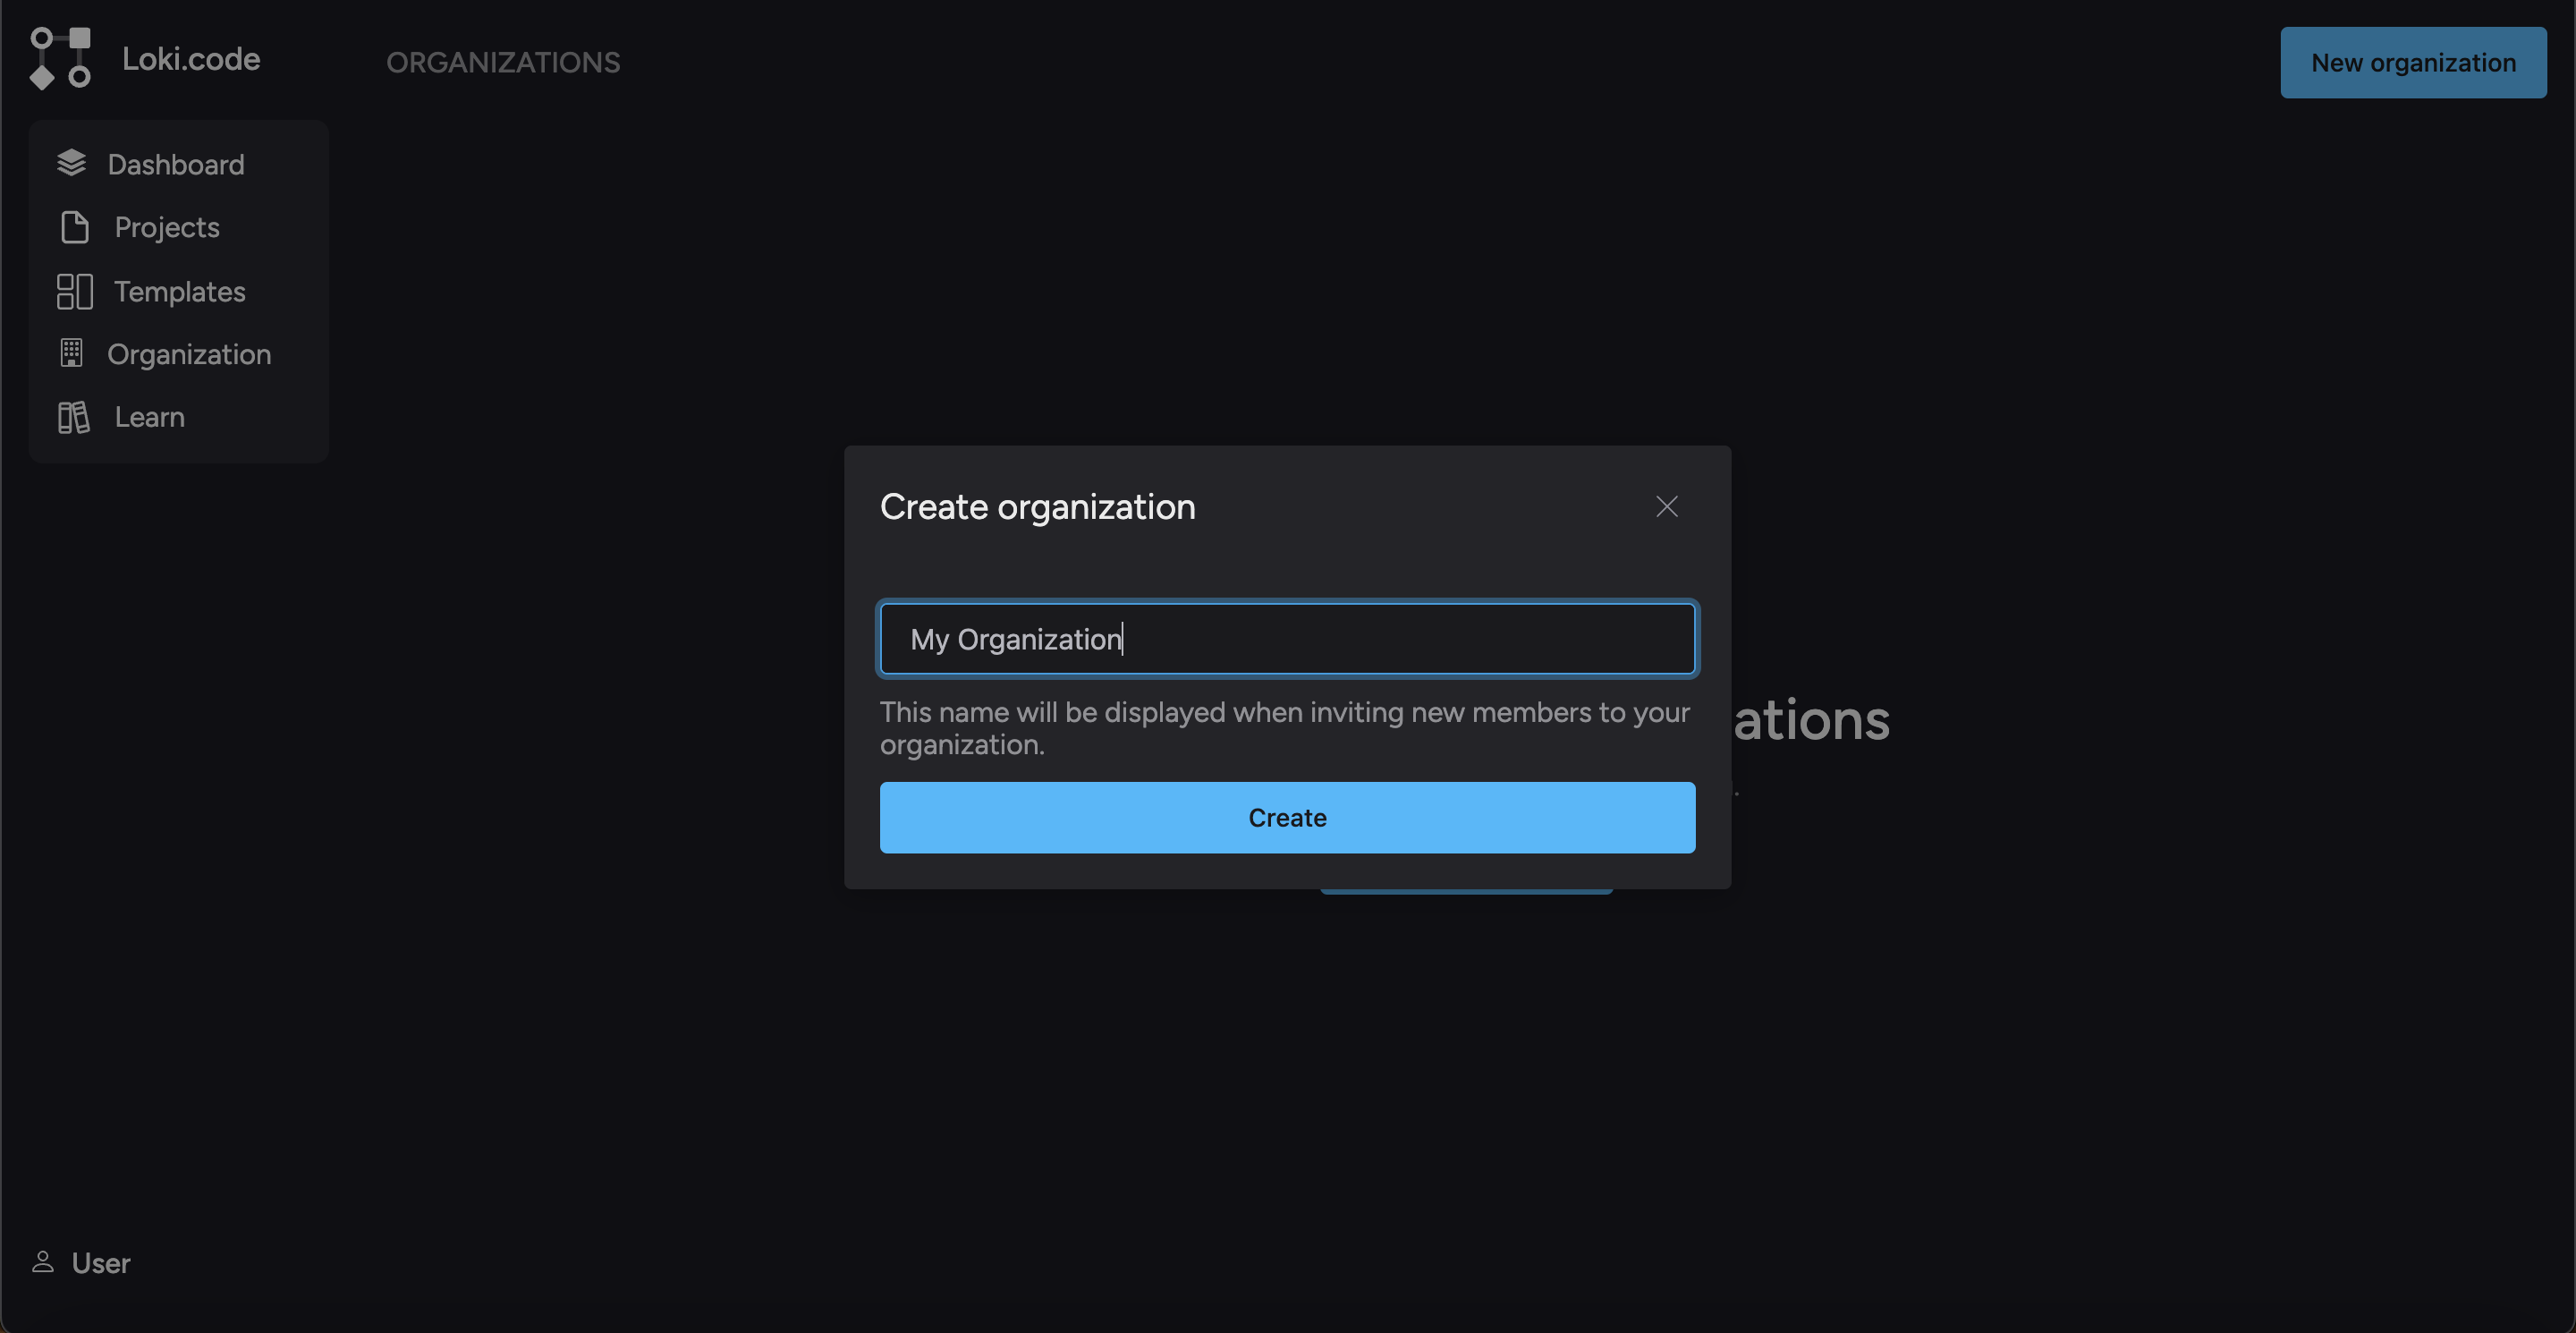 Loki.code
ORGANIZATIONS
New organization
Dashboard
Projects
Templates
Organization
Learn
Create organization
My Organization
This name will be displayed when inviting new members to your
organization.
ations
Create
User